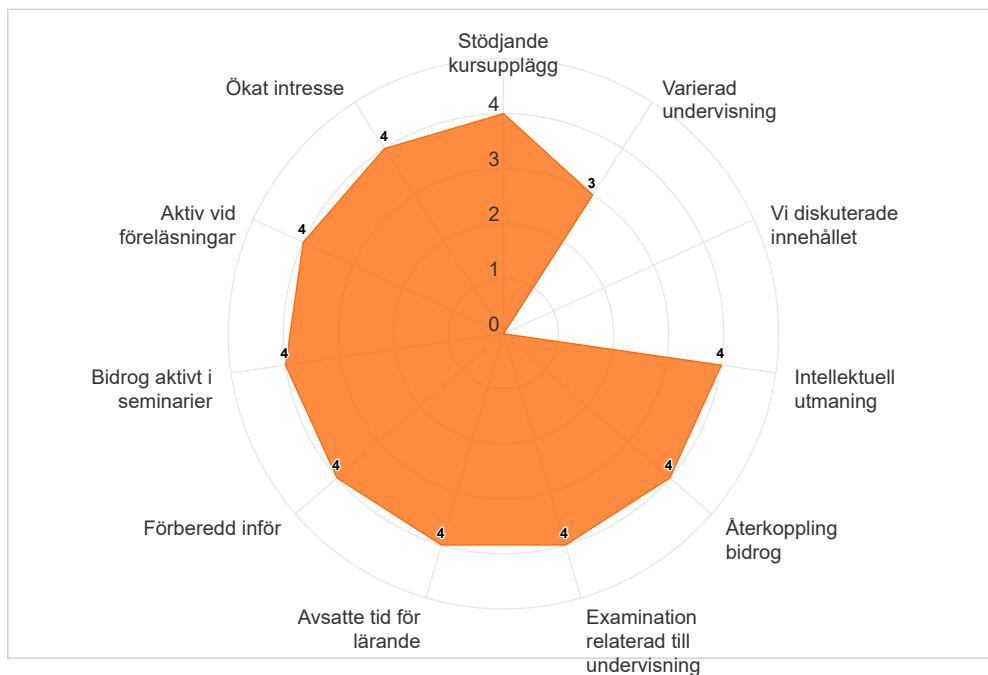 Stödjande
kursupplägg
Varierad
undervisning
Vi diskuterade
innehållet
Intellektuell
utmaning
Återkoppling
bidrog
Examination
relaterad till
undervisning
Avsatte tid för
lärande
Förberedd inför
Bidrog aktivt i
seminarier
Aktiv vid
föreläsningar
Ökat intresse
4
3
2
1
0
3
4
4
4
4
4
4
4
4